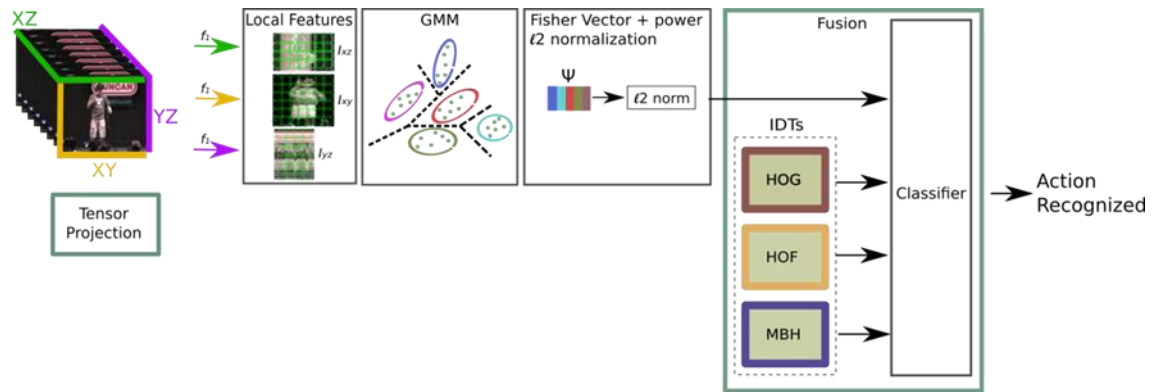 XZ
YZ
XY
Tensor
Projection
f₁
f₁
f₁
Local Features
Ixz
Ixy
Iyz
GMM
Fisher Vector + power
ℓ2 normalization
Ψ
ℓ2 norm
Fusion
IDTs
HOG
HOF
MBH
Classifier
Action
Recognized